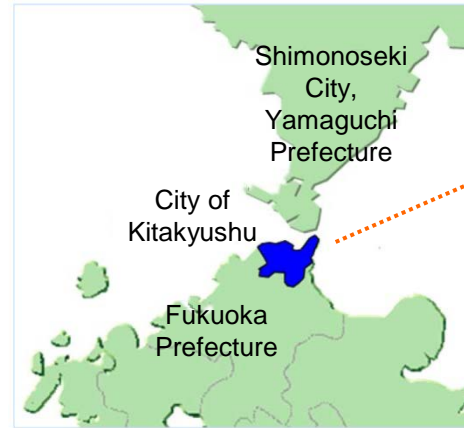 Shimonoseki
City,
Yamaguchi
Prefecture
City of
Kitakyushu
Fukuoka
Prefecture